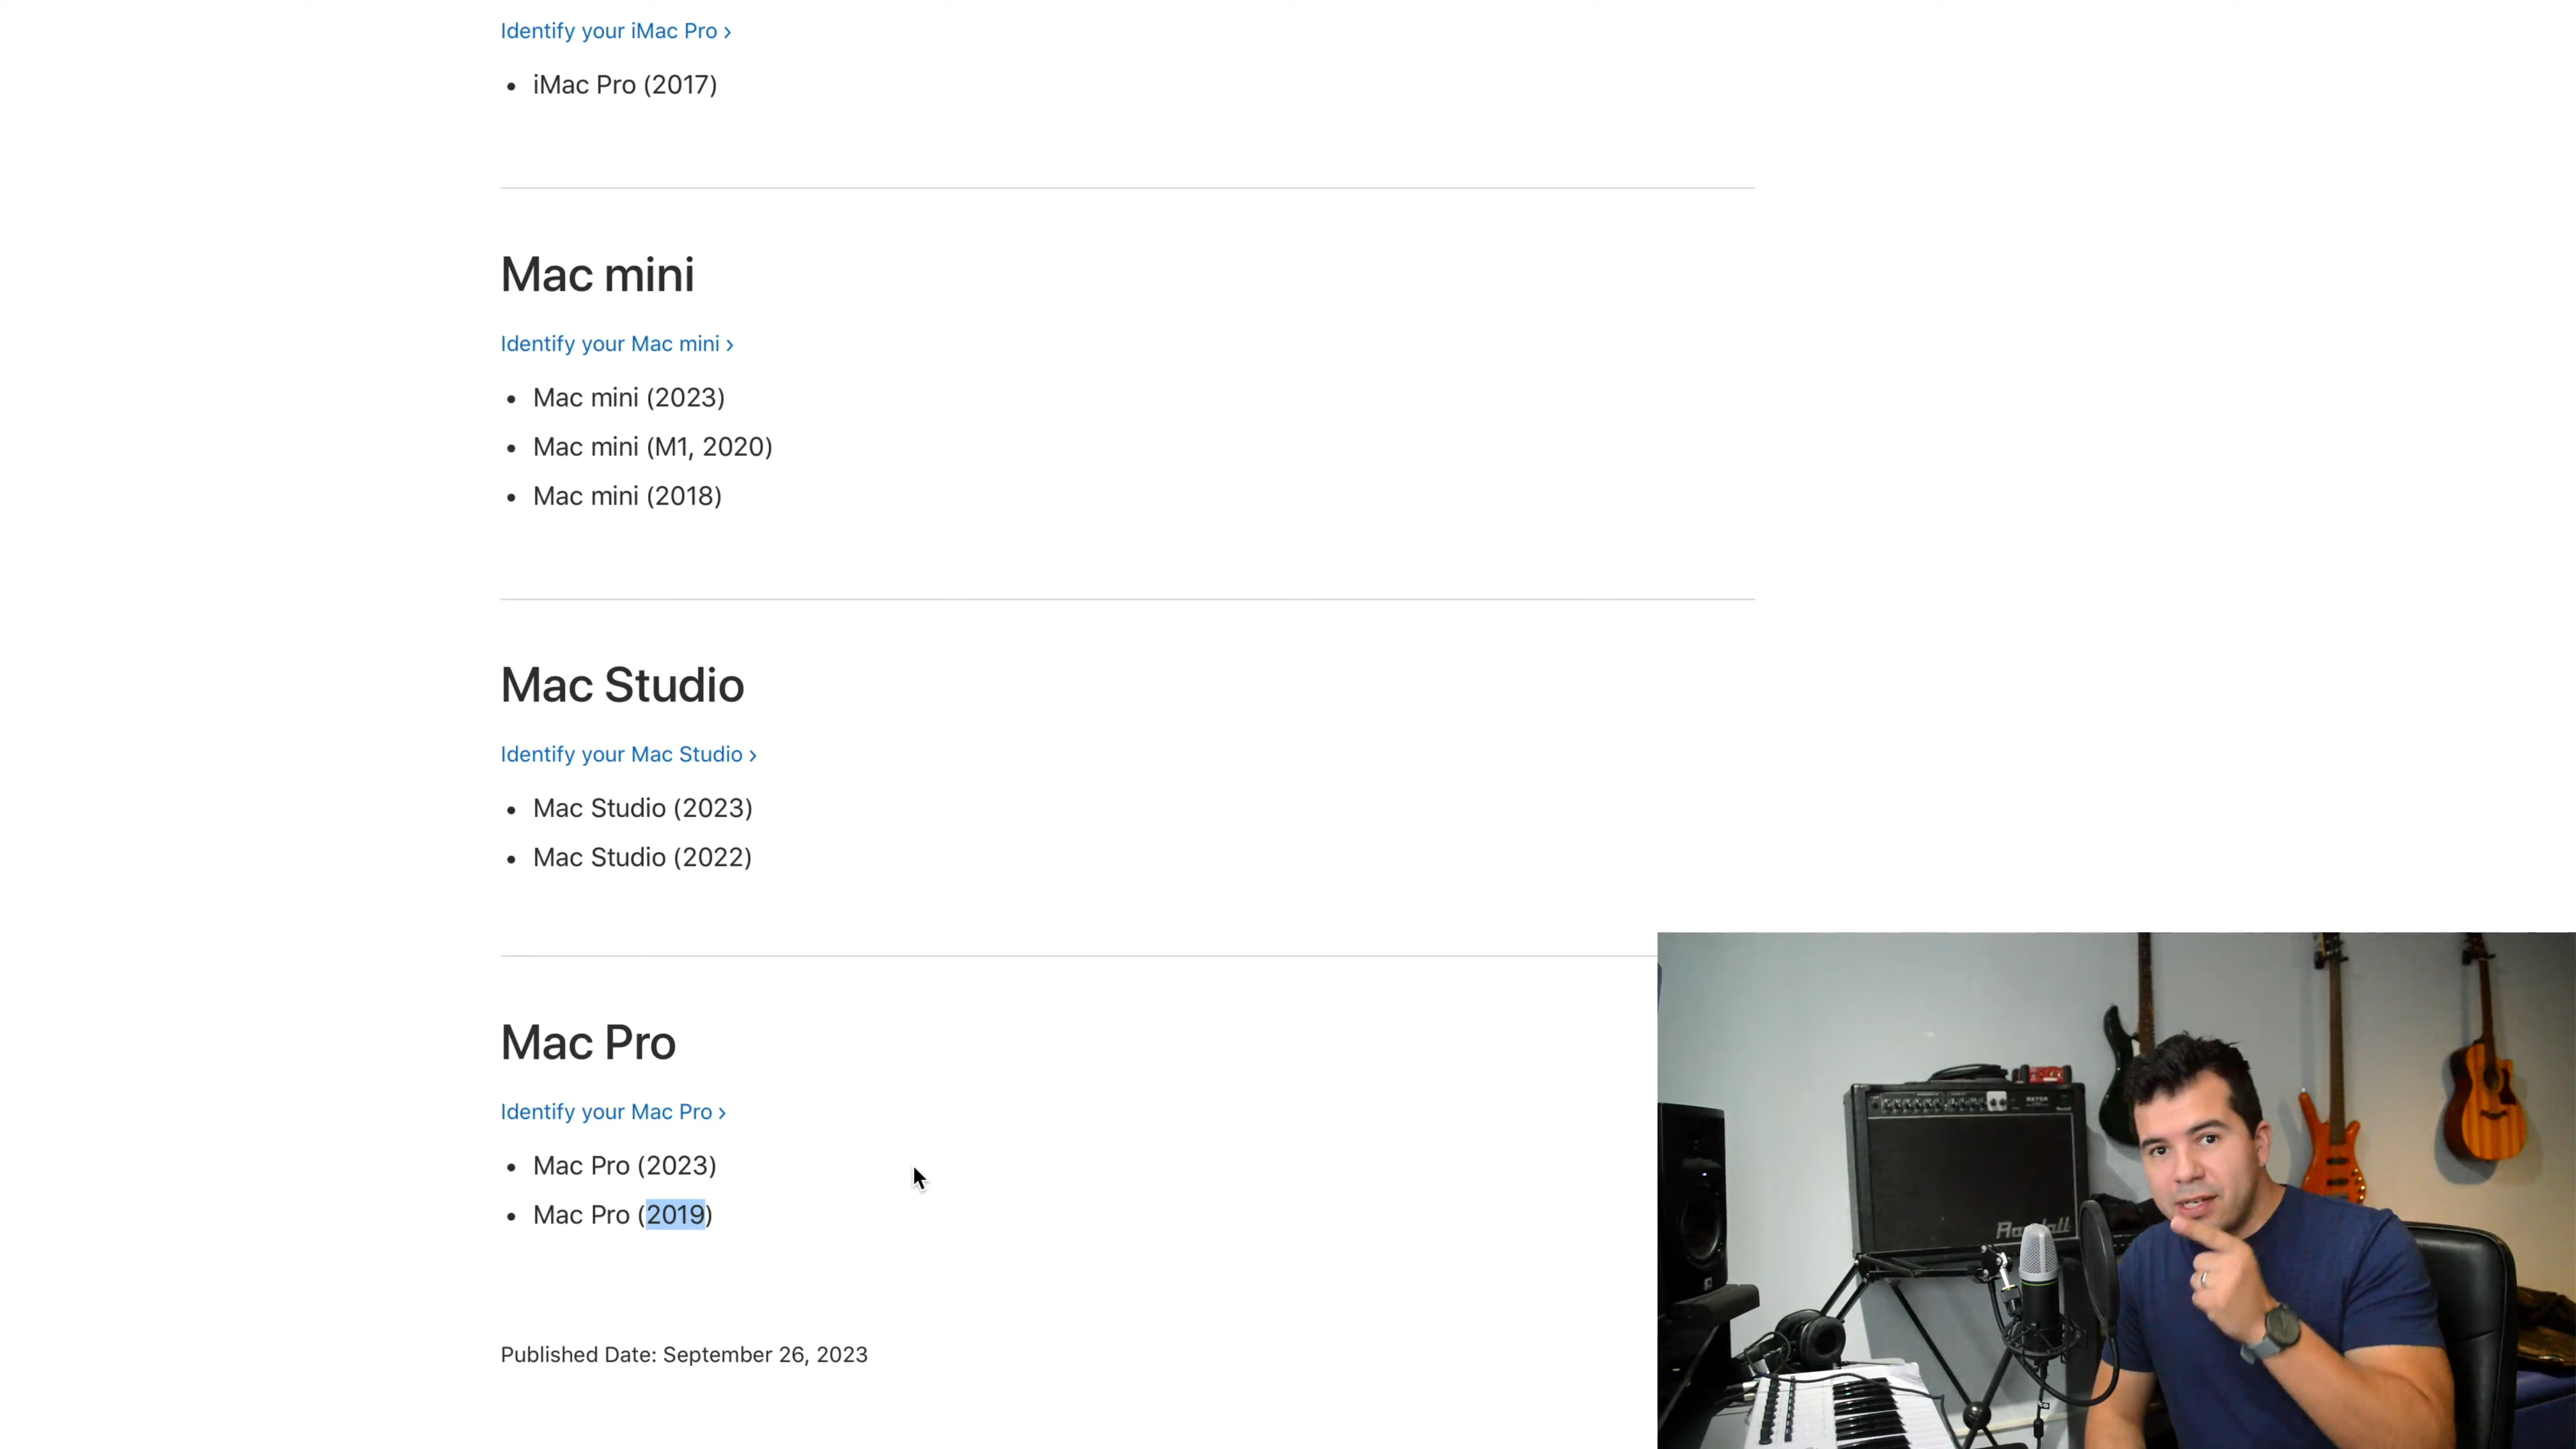 Identify your iMac Pro ›
• iMac Pro (2017)
Mac mini
Identify your Mac mini ›
• Mac mini (2023)
• Mac mini (M1, 2020)
• Mac mini (2018)
Mac Studio
Identify your Mac Studio ›
• Mac Studio (2023)
• Mac Studio (2022)
Mac Pro
Identify your Mac Pro ›
• Mac Pro (2023)
• Mac Pro (2019)
Published Date: September 26, 2023
Randall